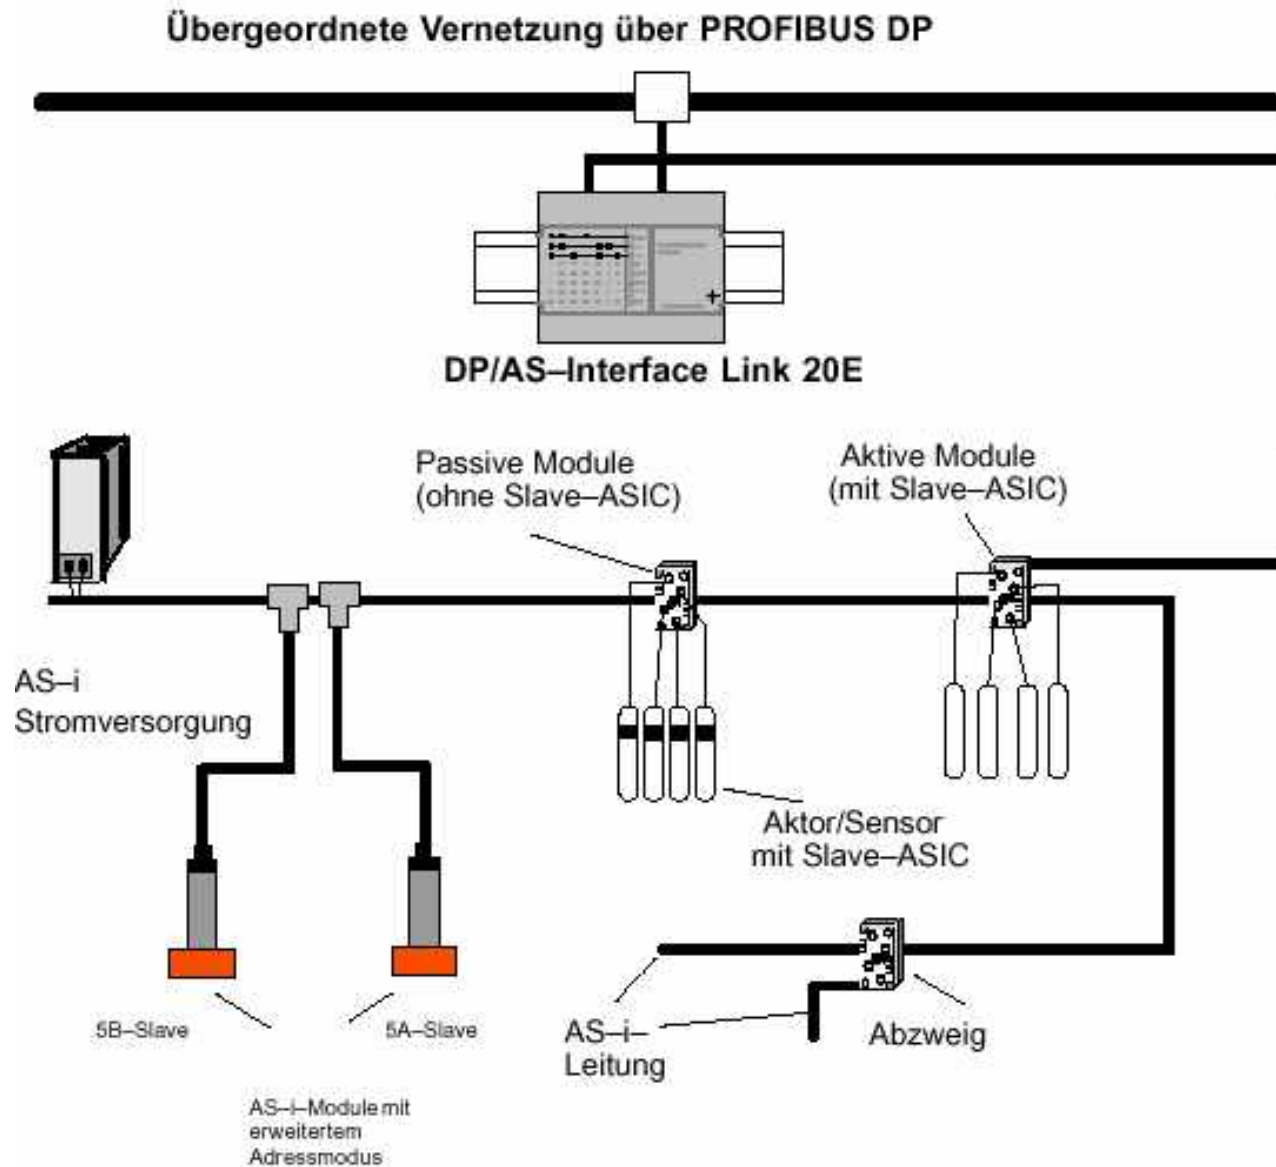 Übergeordnete Vernetzung über PROFIBUS DP
DP/AS–Interface Link 20E
Passive Module
(ohne Slave–ASIC)
Aktive Module
(mit Slave–ASIC)
AS–i
Stromversorgung
Aktor/Sensor
mit Slave–ASIC
5B–Slave
5A–Slave
AS–i–
Leitung
Abzweig
AS–i–Module mit
erweitertem
Adressmodus